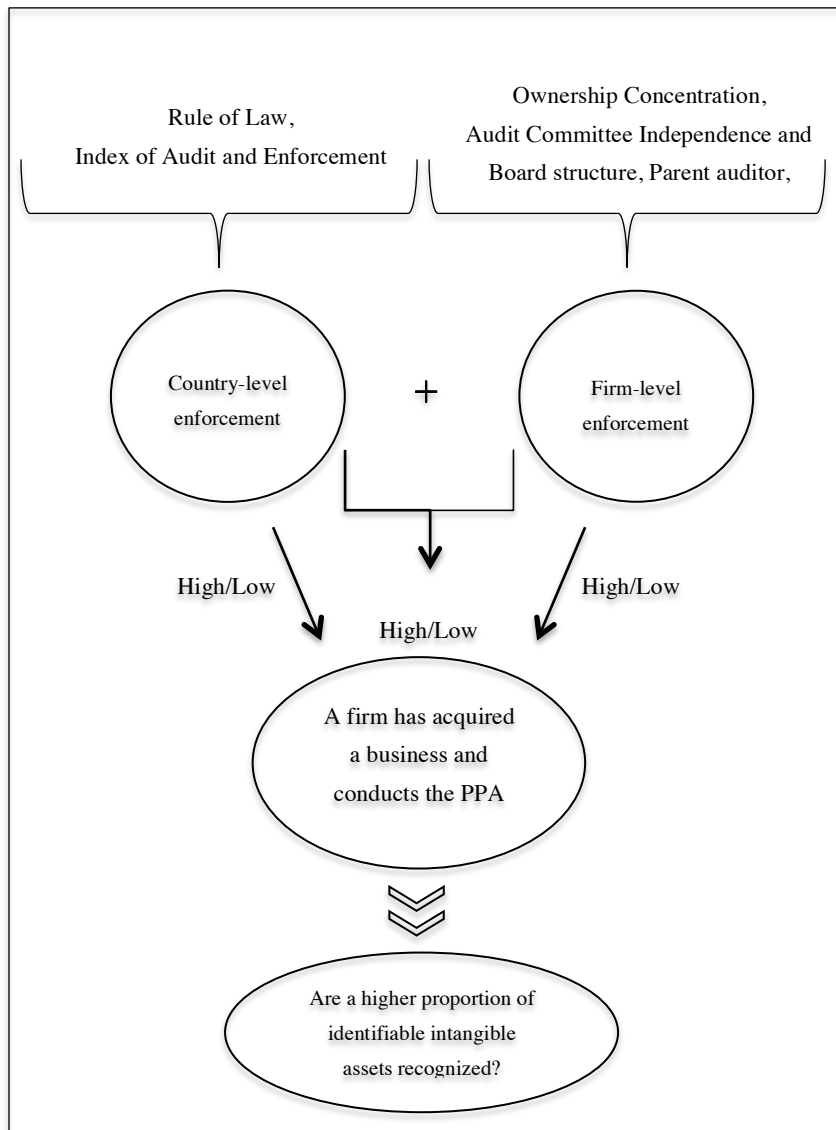 Rule of Law,
Index of Audit and Enforcement
Ownership Concentration,
Audit Committee Independence and
Board structure, Parent auditor,
Country-level
enforcement
+
Firm-level
enforcement
High/Low
High/Low
High/Low
A firm has acquired
a business and
conducts the PPA
Are a higher proportion of
identifiable intangible
assets recognized?